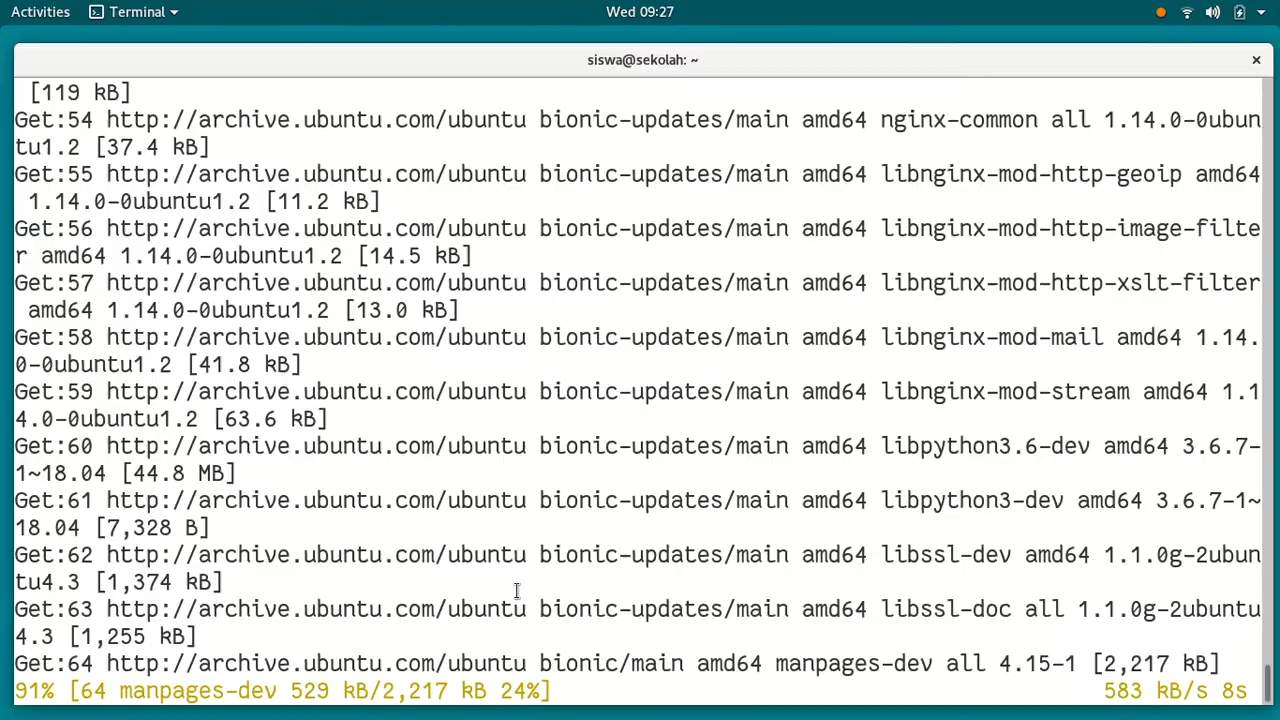 Activities Terminal Wed 09:27
siswa@sekolah: ~ ×
[119 kB]
Get:54 http://archive.ubuntu.com/ubuntu bionic-updates/main amd64 nginx-common all 1.14.0-0ubun
tu1.2 [37.4 kB]
Get:55 http://archive.ubuntu.com/ubuntu bionic-updates/main amd64 libnginx-mod-http-geoip amd64
1.14.0-0ubuntu1.2 [11.2 kB]
Get:56 http://archive.ubuntu.com/ubuntu bionic-updates/main amd64 libnginx-mod-http-image-filte
r amd64 1.14.0-0ubuntu1.2 [14.5 kB]
Get:57 http://archive.ubuntu.com/ubuntu bionic-updates/main amd64 libnginx-mod-http-xslt-filter
amd64 1.14.0-0ubuntu1.2 [13.0 kB]
Get:58 http://archive.ubuntu.com/ubuntu bionic-updates/main amd64 libnginx-mod-mail amd64 1.14.
0-0ubuntu1.2 [41.8 kB]
Get:59 http://archive.ubuntu.com/ubuntu bionic-updates/main amd64 libnginx-mod-stream amd64 1.1
4.0-0ubuntu1.2 [63.6 kB]
Get:60 http://archive.ubuntu.com/ubuntu bionic-updates/main amd64 libpython3.6-dev amd64 3.6.7-
1~18.04 [44.8 MB]
Get:61 http://archive.ubuntu.com/ubuntu bionic-updates/main amd64 libpython3-dev amd64 3.6.7-1~
18.04 [7,328 B]
Get:62 http://archive.ubuntu.com/ubuntu bionic-updates/main amd64 libssl-dev amd64 1.1.0g-2ubun
tu4.3 [1,374 kB]
Get:63 http://archive.ubuntu.com/ubuntu bionic-updates/main amd64 libssl-doc all 1.1.0g-2ubuntu
4.3 [1,255 kB]
Get:64 http://archive.ubuntu.com/ubuntu bionic/main amd64 manpages-dev all 4.15-1 [2,217 kB]
91% [64 manpages-dev 529 kB/2,217 kB 24%] 583 kB/s 8s